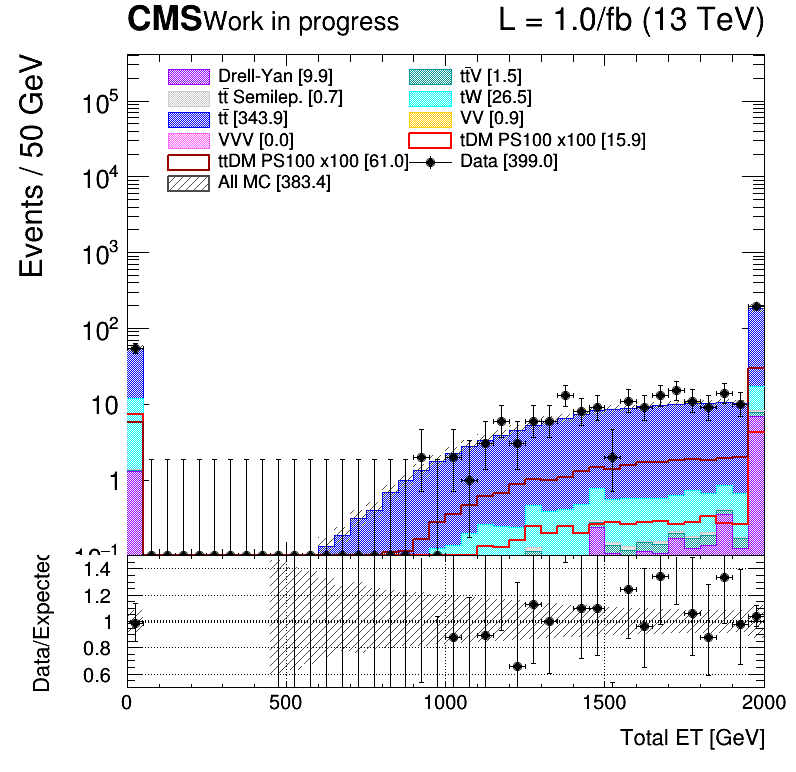 CMS Work in progress L = 1.0/fb (13 TeV)
Events / 50 GeV
Drell-Yan [9.9] tt̄V [1.5]
tt̄ Semilep. [0.7] tW [26.5]
tt̄ [343.9] VV [0.9]
VVV [0.0] tDM PS100 x100 [15.9]
ttDM PS100 x100 [61.0] Data [399.0]
All MC [383.4]
10⁵
10⁴
10³
10²
10
1
10⁻¹
Data/Expected
1.4
1.2
1
0.8
0.6
0 500 1000 1500 2000
Total ET [GeV]